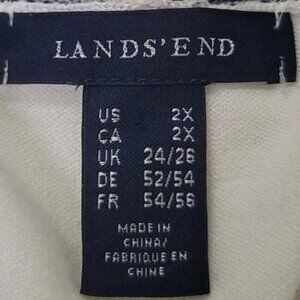 LANDS' END
US 2X
CA 2X
UK 24/26
DE 52/54
FR 54/56
MADE IN
CHINA/
FABRIQUE EN
CHINE